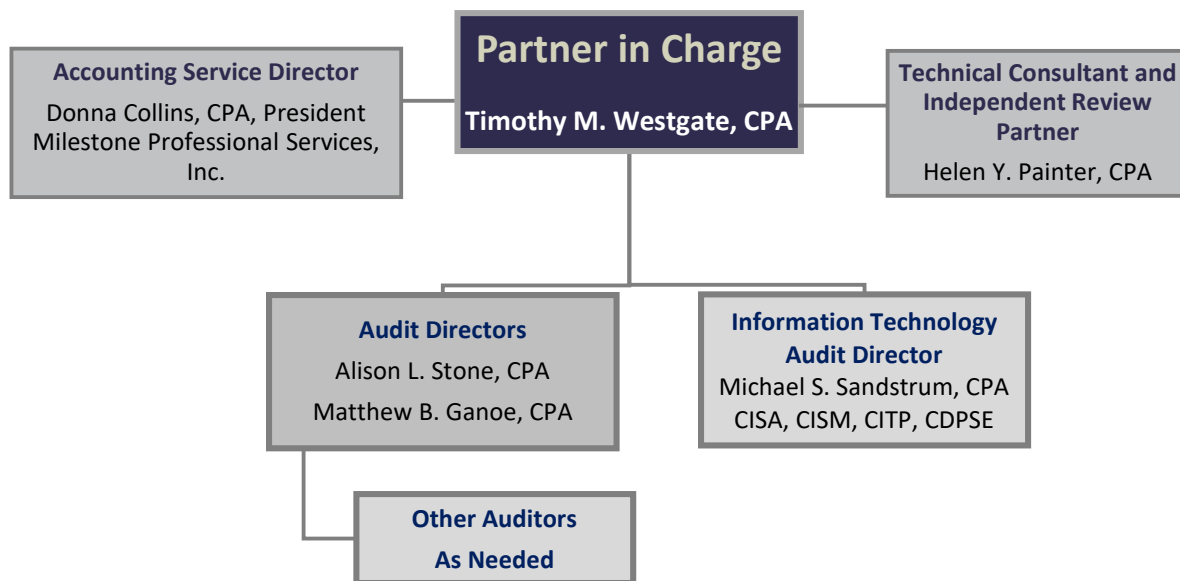 Partner in Charge
Timothy M. Westgate, CPA
Accounting Service Director
Donna Collins, CPA, President
Milestone Professional Services,
Inc.
Technical Consultant and
Independent Review
Partner
Helen Y. Painter, CPA
Audit Directors
Alison L. Stone, CPA
Matthew B. Ganoe, CPA
Information Technology
Audit Director
Michael S. Sandstrum, CPA
CISA, CISM, CITP, CDPSE
Other Auditors
As Needed